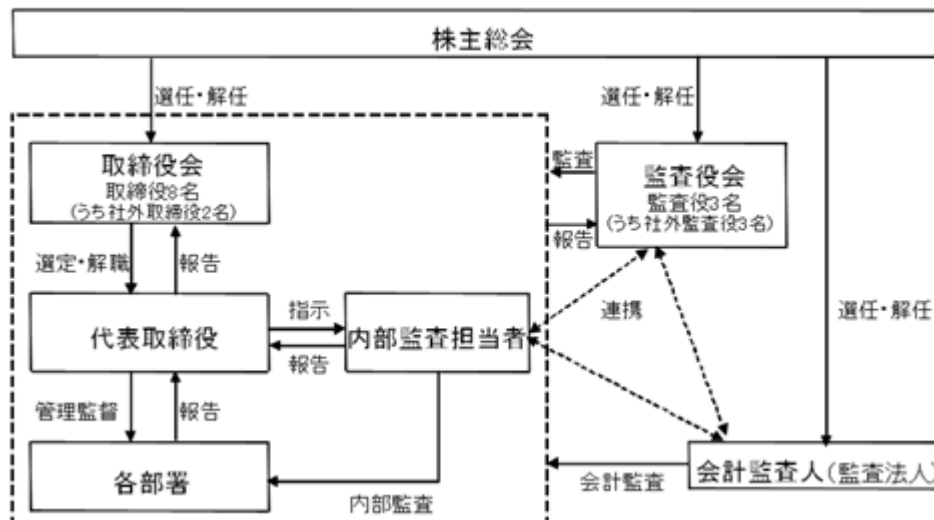 株主総会
選任・解任
選任・解任
取締役会
取締役8名
(うち社外取締役2名)
監査
監査役会
監査役3名
(うち社外監査役3名)
報告
選定・解職
報告
指示
連携
選任・解任
代表取締役
内部監査担当者
報告
管理監督
報告
各部署
内部監査
会計監査
会計監査人(監査法人)